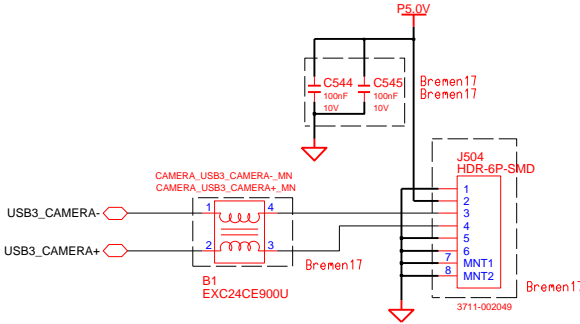 P5.0V
C544
100nF
10V
C545
100nF
10V
Bremen17
Bremen17
J504
HDR-6P-SMD
CAMERA_USB3_CAMERA-_MN
CAMERA_USB3_CAMERA+_MN
USB3_CAMERA-
1
4
USB3_CAMERA+
2
3
Bremen17
B1
EXC24CE900U
1
2
3
4
5
6
7
MNT1
8
MNT2
Bremen17
3711-002049